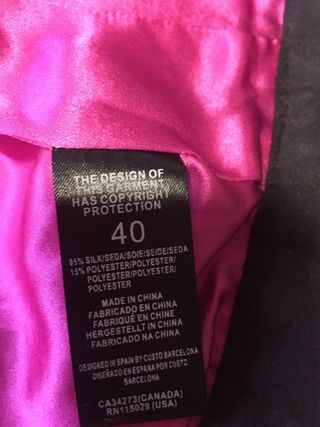 THE DESIGN OF
THIS GARMENT
HAS COPYRIGHT
PROTECTION
40
85% SILK/SEDA/SOIE/SEIDE/SEDA
15% POLYESTER/POLYESTER/
POLYESTER/POLYESTER/
POLYESTER
MADE IN CHINA
FABRICADO EN CHINA
FABRIQUÉ EN CHINE
HERGESTELLT IN CHINA
FABRICADO NA CHINA
DESIGNED IN SPAIN BY CUSTO BARCELONA
DISEÑADO EN ESPAÑA POR CUSTO
BARCELONA
CA34273(CANADA)
RN115029 (USA)